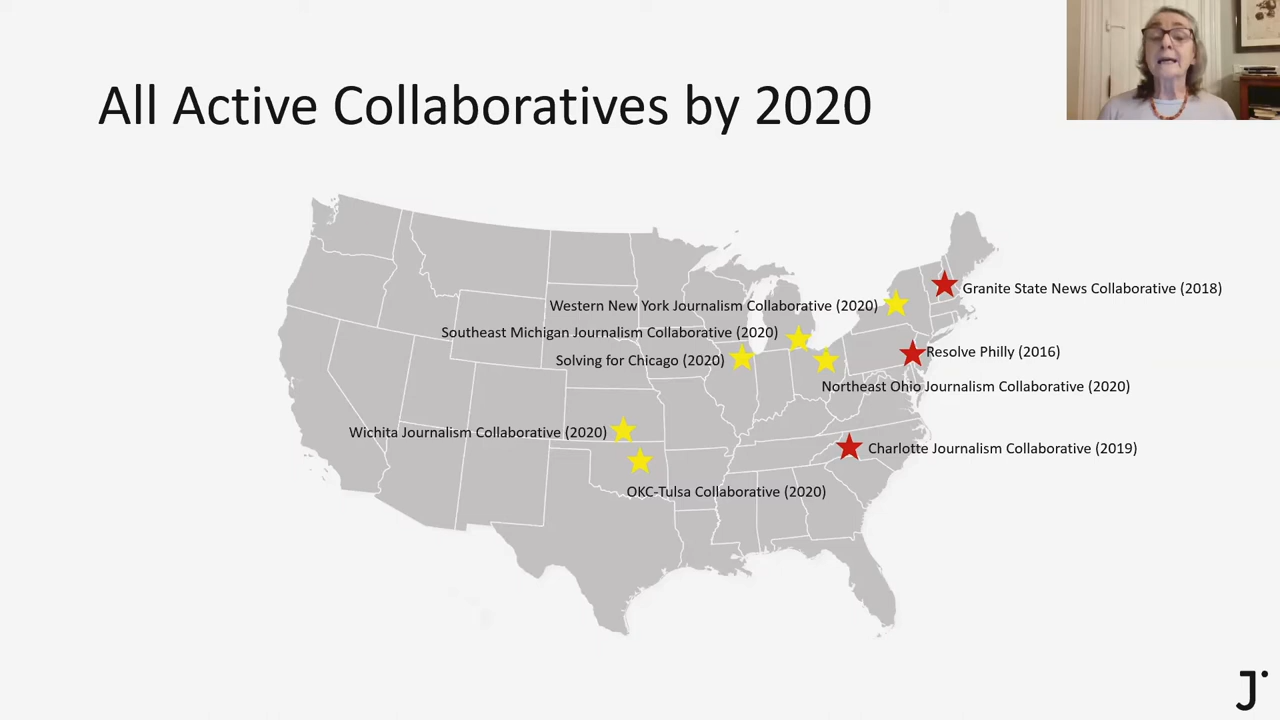 All Active Collaboratives by 2020
Granite State News Collaborative (2018)
Western New York Journalism Collaborative (2020)
Southeast Michigan Journalism Collaborative (2020)
Resolve Philly (2016)
Solving for Chicago (2020)
Northeast Ohio Journalism Collaborative (2020)
Wichita Journalism Collaborative (2020)
Charlotte Journalism Collaborative (2019)
OKC-Tulsa Collaborative (2020)
J